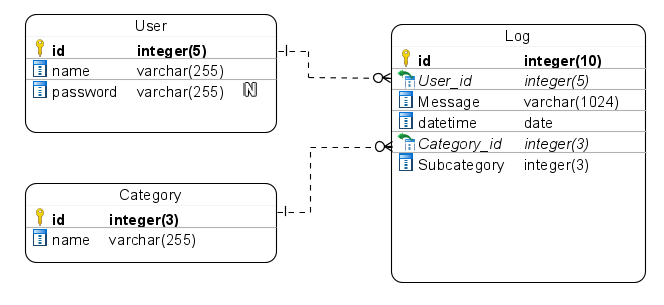 User
id integer(5)
name varchar(255)
password varchar(255) N
Log
id integer(10)
User_id integer(5)
Message varchar(1024)
datetime date
Category_id integer(3)
Subcategory integer(3)
Category
id integer(3)
name varchar(255)